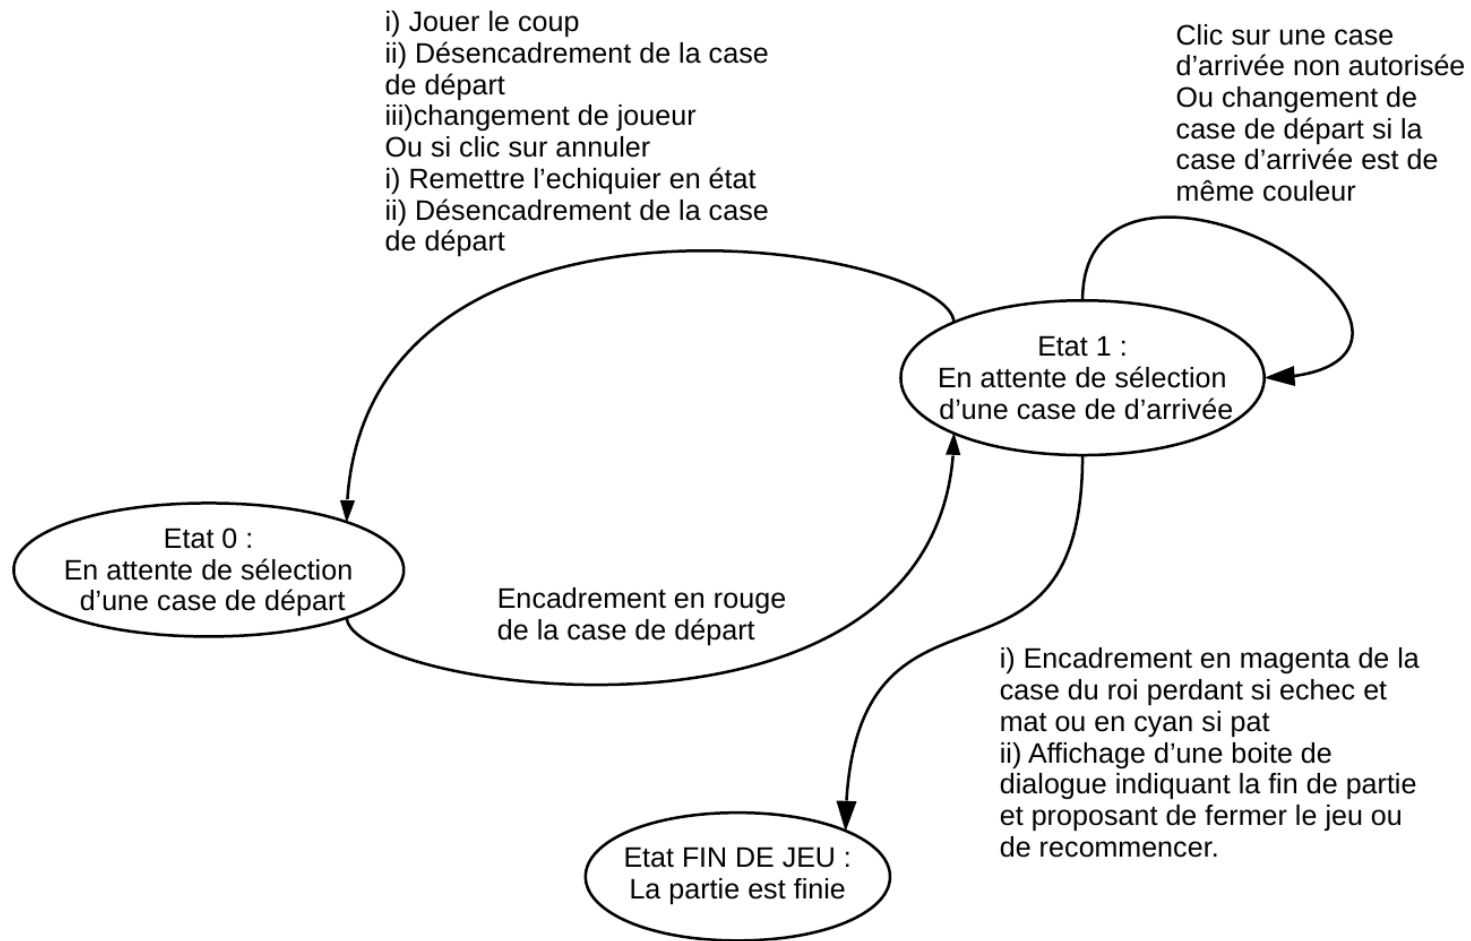 i) Jouer le coup
ii) Désencadrement de la case
de départ
iii)changement de joueur
Ou si clic sur annuler
i) Remettre l’echiquier en état
ii) Désencadrement de la case
de départ
Clic sur une case
d’arrivée non autorisée
Ou changement de
case de départ si la
case d’arrivée est de
même couleur
Etat 1 :
En attente de sélection
d’une case de d’arrivée
Etat 0 :
En attente de sélection
d’une case de départ
Encadrement en rouge
de la case de départ
i) Encadrement en magenta de la
case du roi perdant si echec et
mat ou en cyan si pat
ii) Affichage d’une boite de
dialogue indiquant la fin de partie
et proposant de fermer le jeu ou
de recommencer.
Etat FIN DE JEU :
La partie est finie